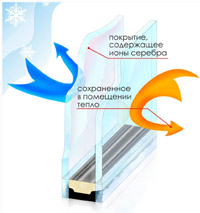 покрытие,
содержащее
ионы серебра
сохраненное
в помещении
тепло